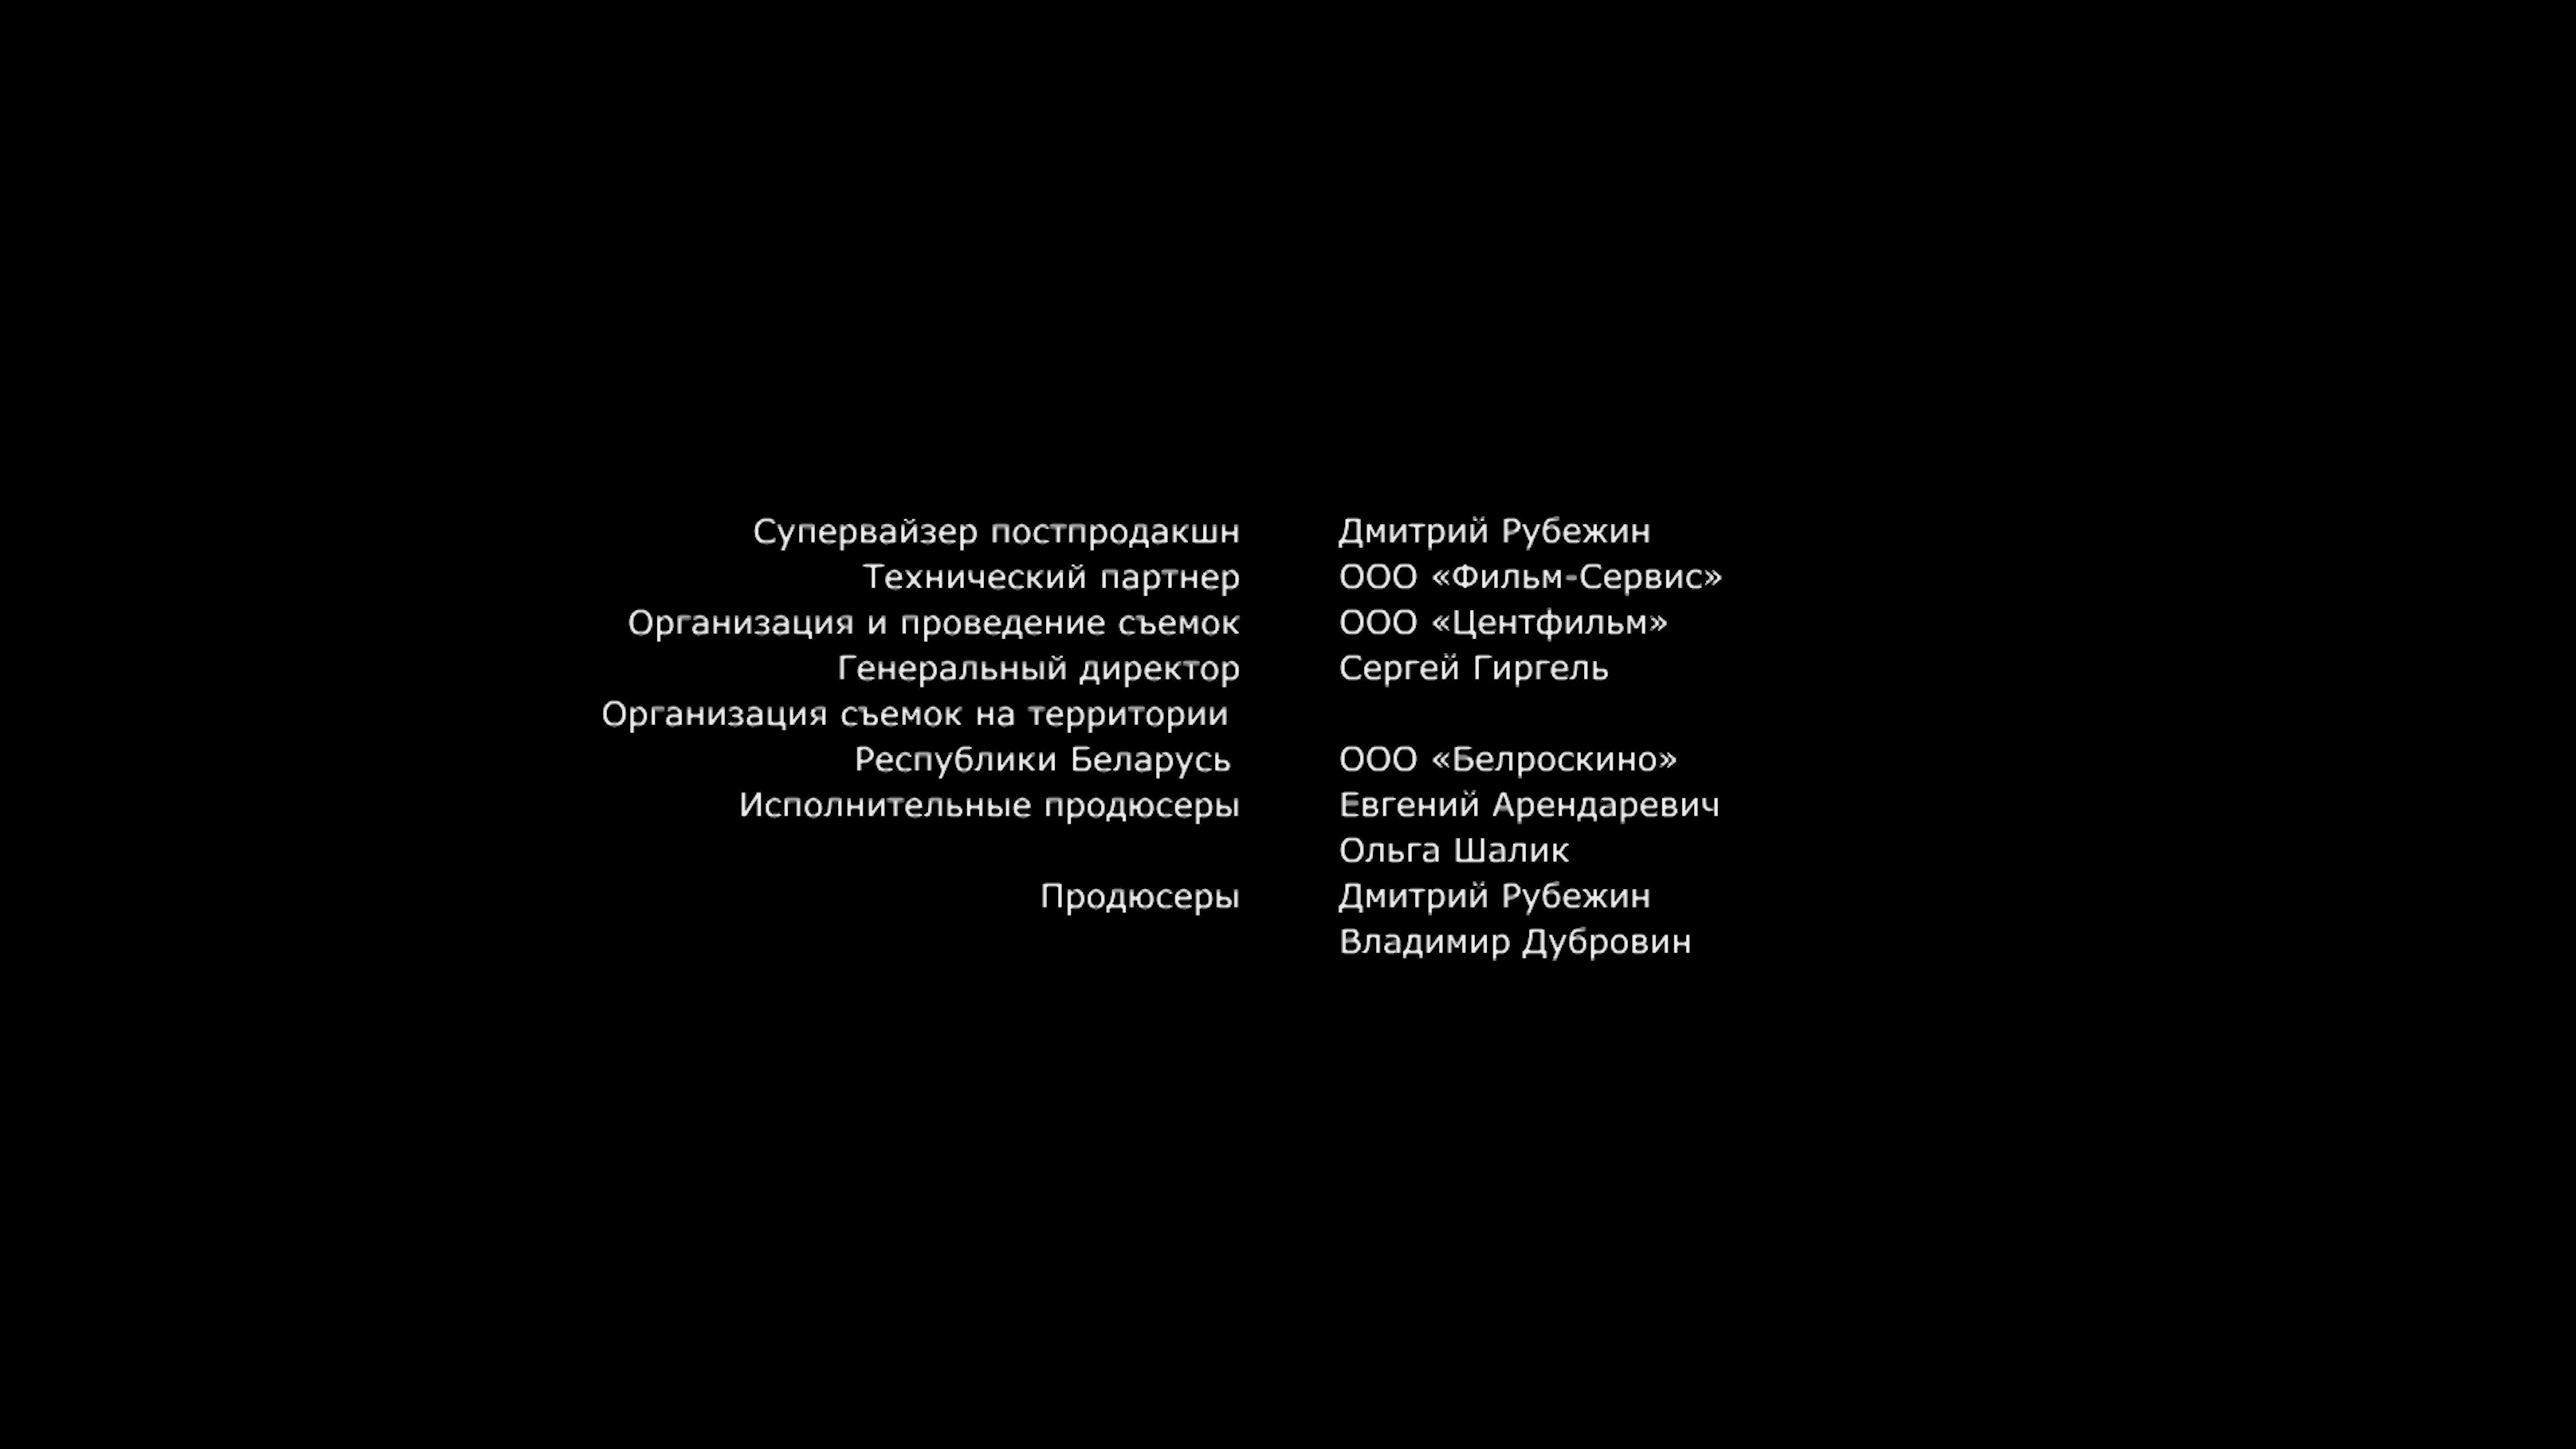 Супервайзер постпродакшн Дмитрий Рубежин
Технический партнер ООО «Фильм-Сервис»
Организация и проведение съемок ООО «Центфильм»
Генеральный директор Сергей Гиргель
Организация съемок на территории
Республики Беларусь ООО «Белроскино»
Исполнительные продюсеры Евгений Арендаревич
Ольга Шалик
Продюсеры Дмитрий Рубежин
Владимир Дубровин